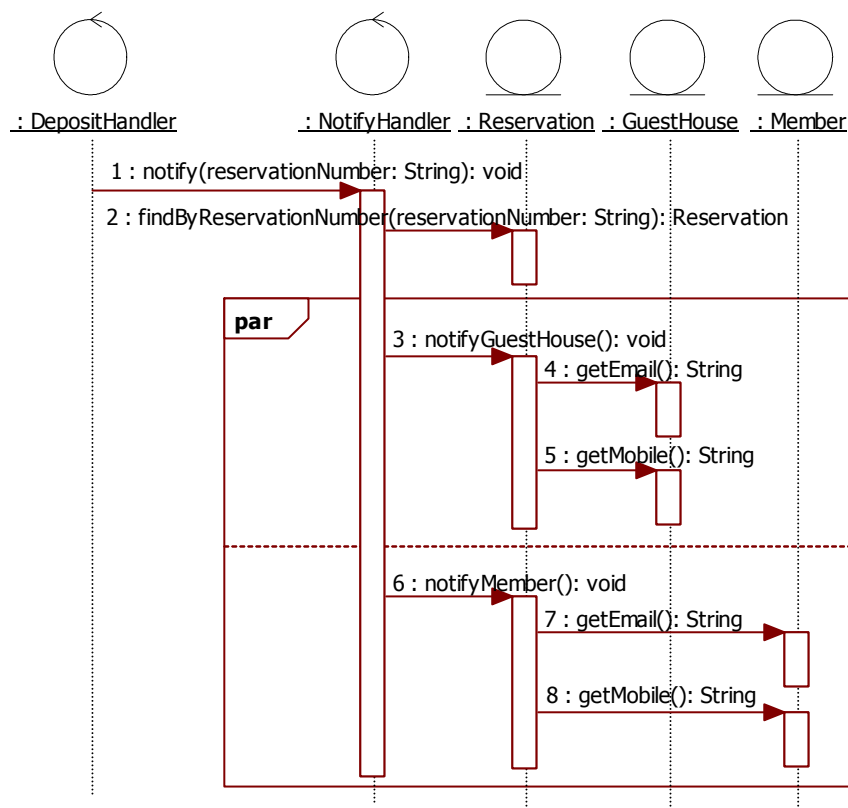 : DepositHandler : NotifyHandler : Reservation : GuestHouse : Member
1 : notify(reservationNumber: String): void
2 : findByReservationNumber(reservationNumber: String): Reservation
par
3 : notifyGuestHouse(): void
4 : getEmail(): String
5 : getMobile(): String
6 : notifyMember(): void
7 : getEmail(): String
8 : getMobile(): String